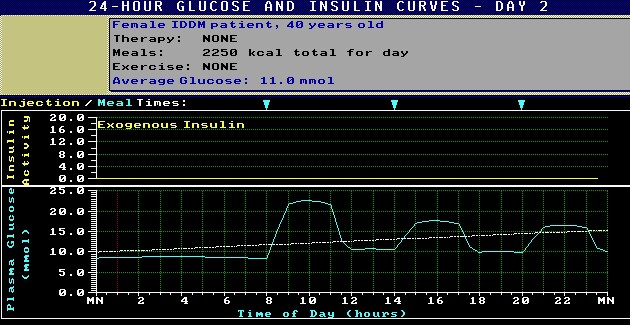 24-HOUR GLUCOSE AND INSULIN CURVES - DAY 2
Female IDDM patient, 40 years old
Therapy: NONE
Meals: 2250 kcal total for day
Exercise: NONE
Average Glucose: 11.0 mmol
Injection / Meal Times:
Insulin Activity
20.0
16.0
12.0
8.0
4.0
0.0
Exogenous Insulin
Plasma Glucose (mmol)
25.0
20.0
15.0
10.0
5.0
0.0
MN 2 4 6 8 10 12 14 16 18 20 22 MN
Time of Day (hours)